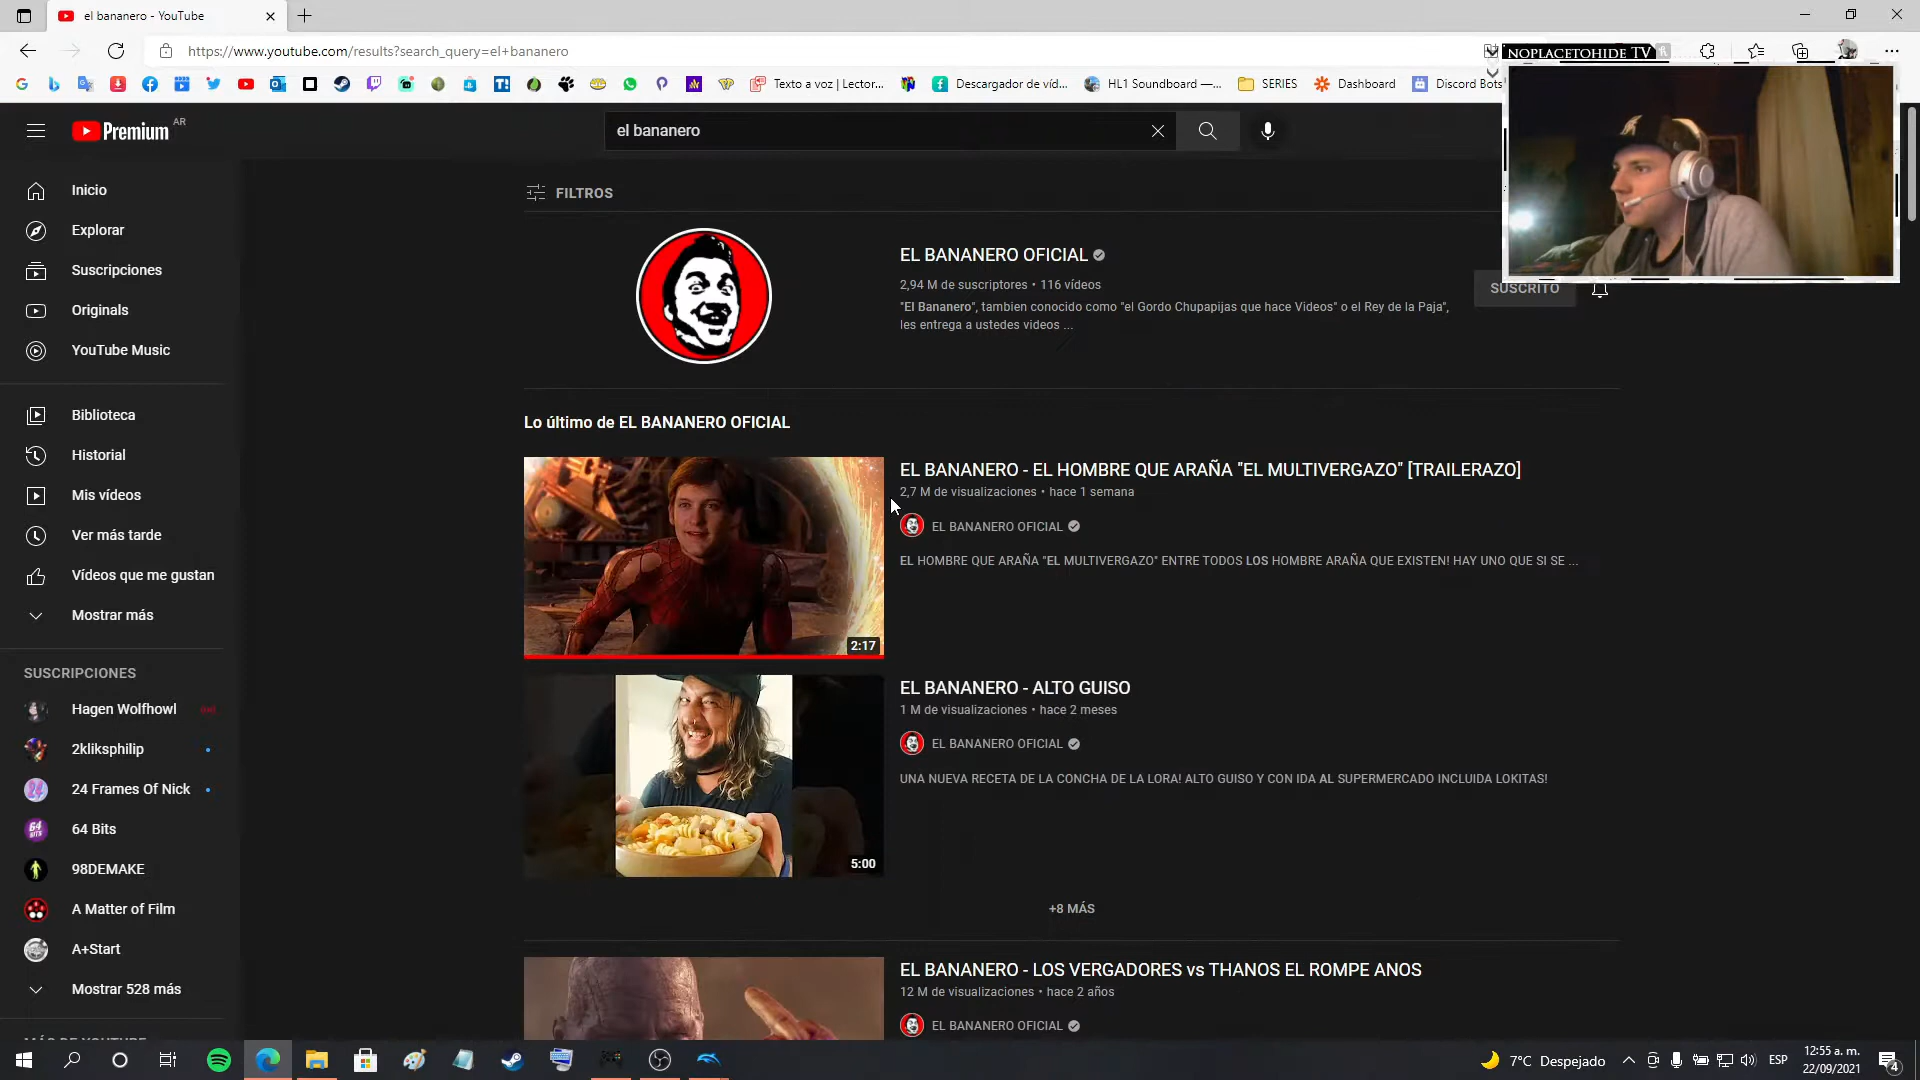 el bananero - YouTube
https://www.youtube.com/results?search_query=el+bananero
NOPLACETOHIDE TV
Texto a voz | Lector...
Descargador de víd...
HL1 Soundboard —...
SERIES
Dashboard
Discord Bots
Premium AR
el bananero
Inicio
Explorar
Suscripciones
Originals
YouTube Music
Biblioteca
Historial
Mis vídeos
Ver más tarde
Vídeos que me gustan
Mostrar más
SUSCRIPCIONES
Hagen Wolfhowl
2kliksphilip
24 Frames Of Nick
64 Bits
98DEMAKE
A Matter of Film
A+Start
Mostrar 528 más
MÁS DE YOUTUBE
FILTROS
EL BANANERO OFICIAL
2,94 M de suscriptores • 116 vídeos
"El Bananero", tambien conocido como "el Gordo Chupapijas que hace Videos" o el Rey de la Paja",
les entrega a ustedes videos ...
SUSCRITO
Lo último de EL BANANERO OFICIAL
2:17
EL BANANERO - EL HOMBRE QUE ARAÑA "EL MULTIVERGAZO" [TRAILERAZO]
2,7 M de visualizaciones • hace 1 semana
EL BANANERO OFICIAL
EL HOMBRE QUE ARAÑA "EL MULTIVERGAZO" ENTRE TODOS LOS HOMBRE ARAÑA QUE EXISTEN! HAY UNO QUE SI SE ...
5:00
EL BANANERO - ALTO GUISO
1 M de visualizaciones • hace 2 meses
EL BANANERO OFICIAL
UNA NUEVA RECETA DE LA CONCHA DE LA LORA! ALTO GUISO Y CON IDA AL SUPERMERCADO INCLUIDA LOKITAS!
+8 MÁS
EL BANANERO - LOS VERGADORES vs THANOS EL ROMPE ANOS
12 M de visualizaciones • hace 2 años
EL BANANERO OFICIAL
7°C Despejado
ESP
12:55 a. m.
22/09/2021
4